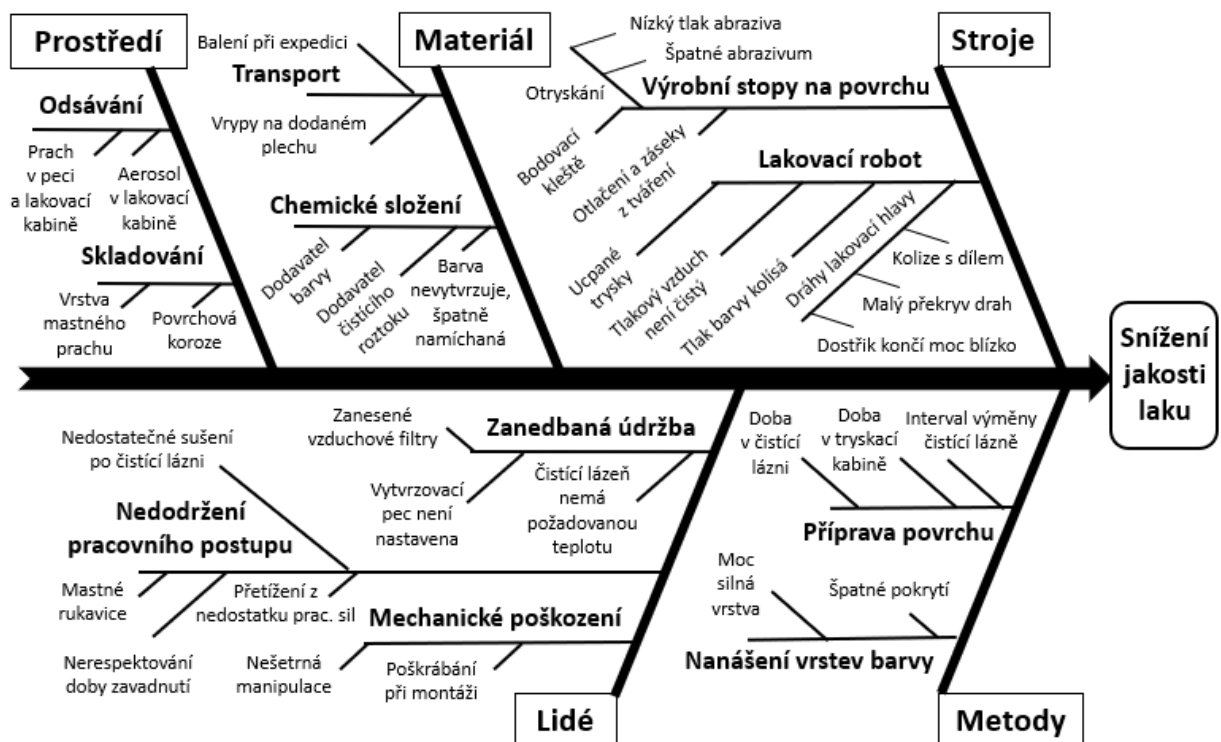 Prostředí
Odsávání
Prach
v peci
a lakovací
kabině
Aerosol
v lakovací
kabině
Skladování
Vrstva
mastného
prachu
Povrchová
koroze
Materiál
Balení při expedici
Transport
Vrypy na dodaném
plechu
Chemické složení
Dodavatel
barvy
Dodavatel
čistícího
roztoku
Barva
nevytvrzuje,
špatně
namíchaná
Stroje
Nízký tlak abraziva
Špatné abrazivum
Otryskání
Výrobní stopy na povrchu
Bodovací
kleště
Otlačení a záseky
z tváření
Lakovací robot
Ucpané
trysky
Tlakový vzduch
není čistý
Tlak barvy kolísá
Dráhy lakovací hlavy
Kolize s dílem
Malý překryv drah
Dostřik končí moc blízko
Snížení
jakosti
laku
Nedostatečné sušení
po čistící lázni
Zanesené
vzduchové filtry
Zanedbaná údržba
Vytvrzovací
pec není
nastavena
Čistící lázeň
nemá
požadovanou
teplotu
Nedodržení
pracovního postupu
Mastné
rukavice
Přetížení z
nedostatku prac. sil
Nerespektování
doby zavadnutí
Mechanické poškození
Nešetrná
manipulace
Poškrábání
při montáži
Lidé
Doba
v čistící
lázni
Doba
v tryskací
kabině
Interval výměny
čistící lázně
Příprava povrchu
Moc
silná
vrstva
Špatné pokrytí
Nanášení vrstev barvy
Metody